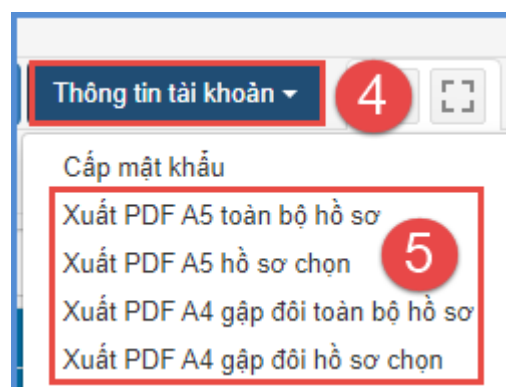 Thông tin tài khoản
4
Cấp mật khẩu
Xuất PDF A5 toàn bộ hồ sơ
Xuất PDF A5 hồ sơ chọn
5
Xuất PDF A4 gập đôi toàn bộ hồ sơ
Xuất PDF A4 gập đôi hồ sơ chọn